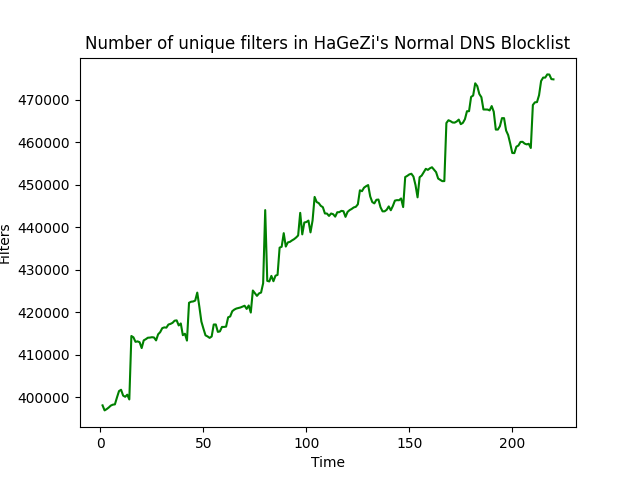 Number of unique filters in HaGeZi's Normal DNS Blocklist
470000
460000
450000
440000
430000
420000
410000
400000
Filters
0 50 100 150 200
Time